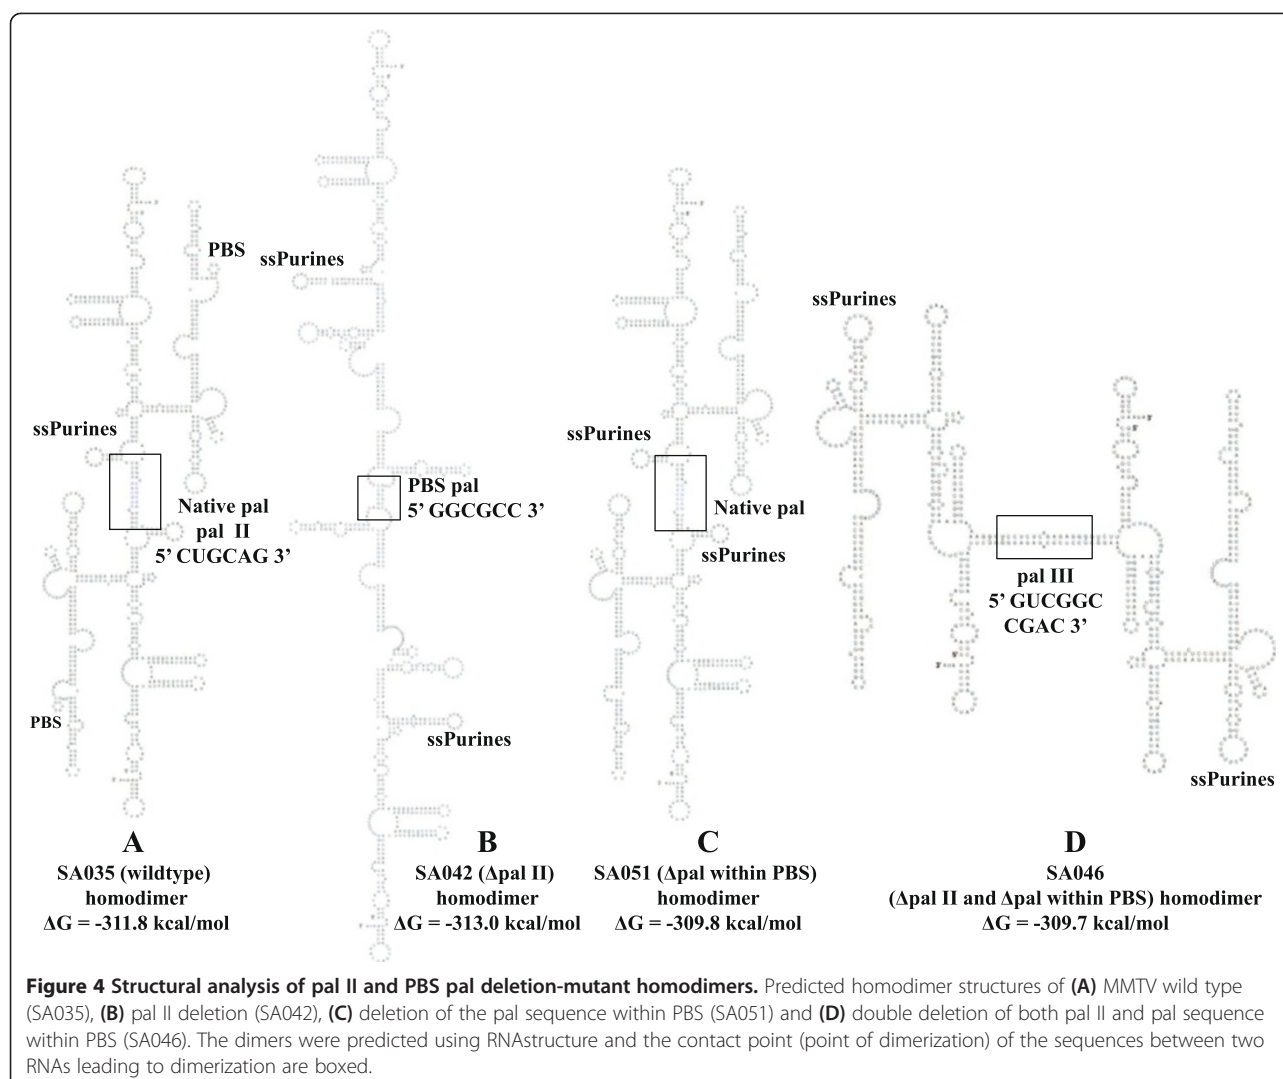 PBS
ssPurines
ssPurines
ssPurines
ssPurines
PBS pal
5’ GGCGCC 3’
Native pal
pal II
5’ CUGCAG 3’
Native pal
ssPurines
pal III
5’ GUCGGC
CGAC 3’
PBS
ssPurines
ssPurines
A
SA035 (wildtype)
homodimer
ΔG = -311.8 kcal/mol
B
SA042 (Δpal II)
homodimer
ΔG = -313.0 kcal/mol
C
SA051 (Δpal within PBS)
homodimer
ΔG = -309.8 kcal/mol
D
SA046
(Δpal II and Δpal within PBS) homodimer
ΔG = -309.7 kcal/mol
Figure 4 Structural analysis of pal II and PBS pal deletion-mutant homodimers. Predicted homodimer structures of (A) MMTV wild type
(SA035), (B) pal II deletion (SA042), (C) deletion of the pal sequence within PBS (SA051) and (D) double deletion of both pal II and pal sequence
within PBS (SA046). The dimers were predicted using RNAstructure and the contact point (point of dimerization) of the sequences between two
RNAs leading to dimerization are boxed.